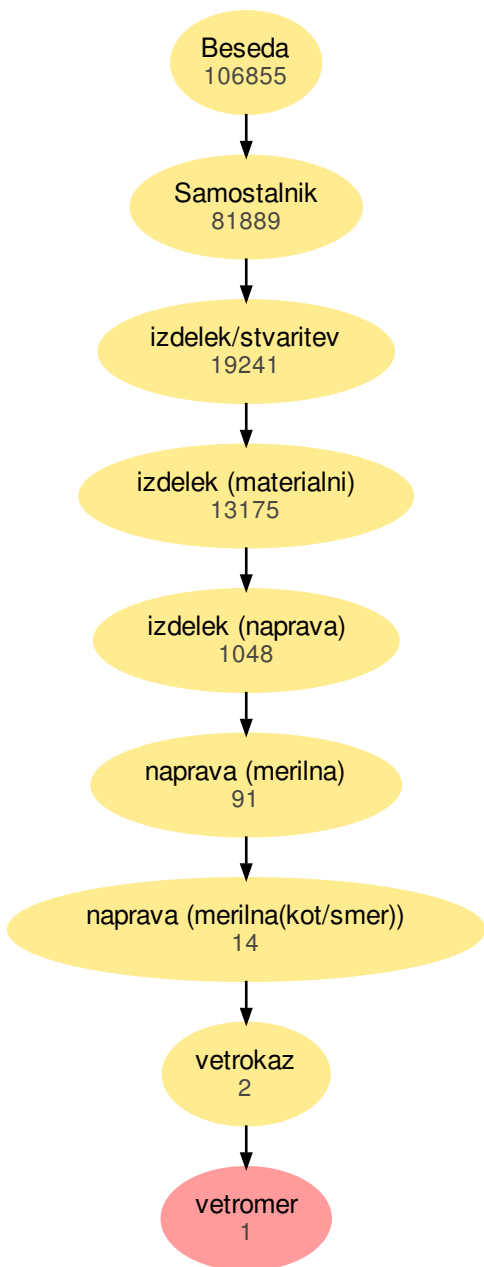 Beseda
106855
Samostalnik
81889
izdelek/stvaritev
19241
izdelek (materialni)
13175
izdelek (naprava)
1048
naprava (merilna)
91
naprava (merilna(kot/smer))
14
vetrokaz
2
vetromer
1